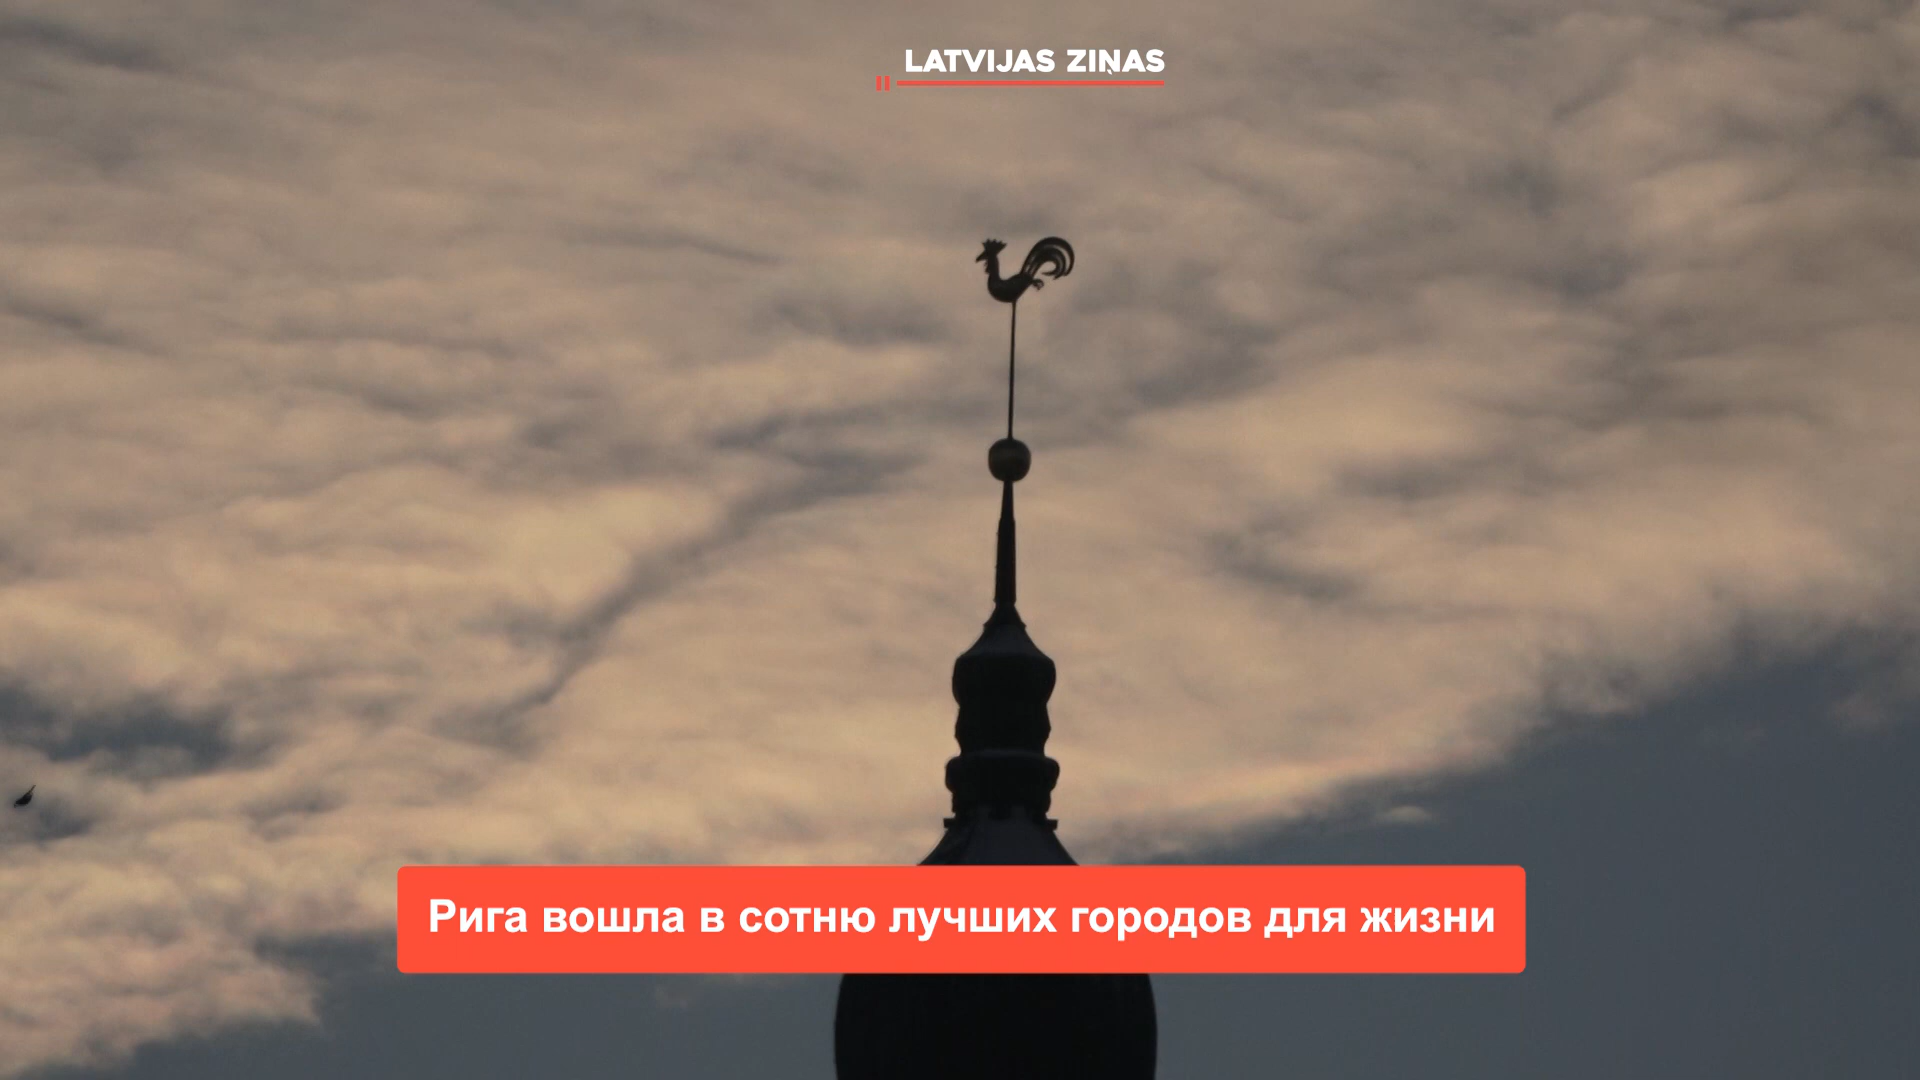 LATVIJAS ZIŅAS
Рига вошла в сотню лучших городов для жизни